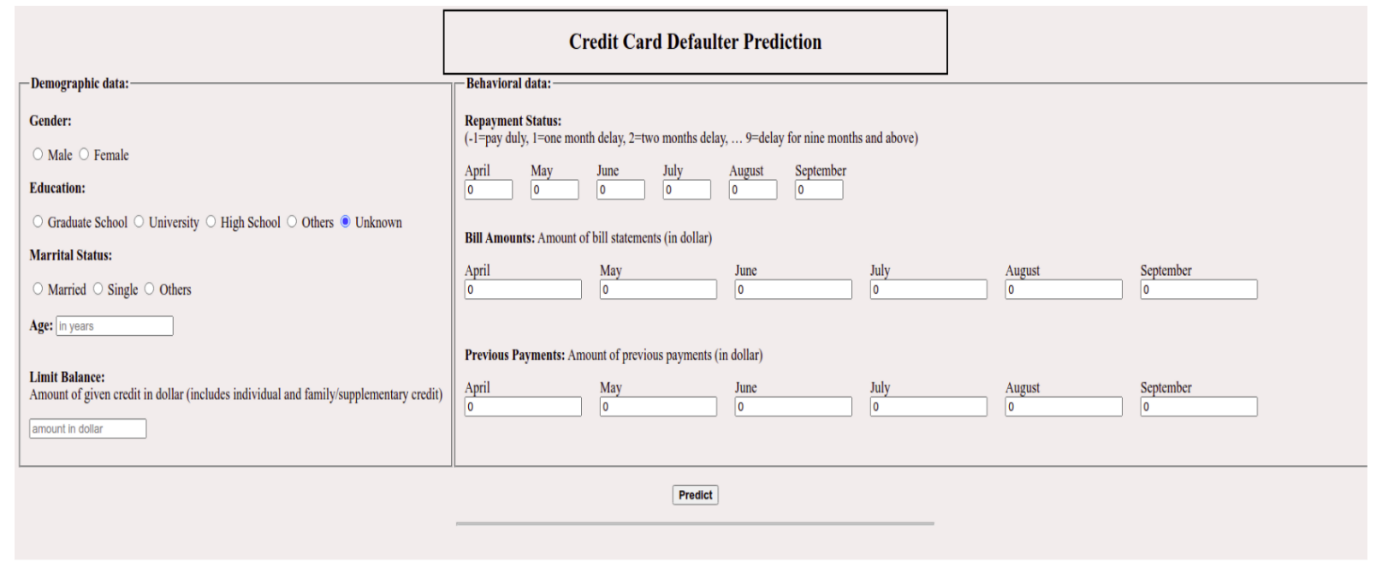 Credit Card Defaulter Prediction
Demographic data:
Gender:
Male Female
Education:
Graduate School University High School Others Unknown
Marrital Status:
Married Single Others
Age: in years
Limit Balance:
Amount of given credit in dollar (includes individual and family/supplementary credit)
amount in dollar
Behavioral data:
Repayment Status:
(-1=pay duly, 1=one month delay, 2=two months delay, … 9=delay for nine months and above)
April May June July August September
0 0 0 0 0 0
Bill Amounts: Amount of bill statements (in dollar)
April May June July August September
0 0 0 0 0 0
Previous Payments: Amount of previous payments (in dollar)
April May June July August September
0 0 0 0 0 0
Predict